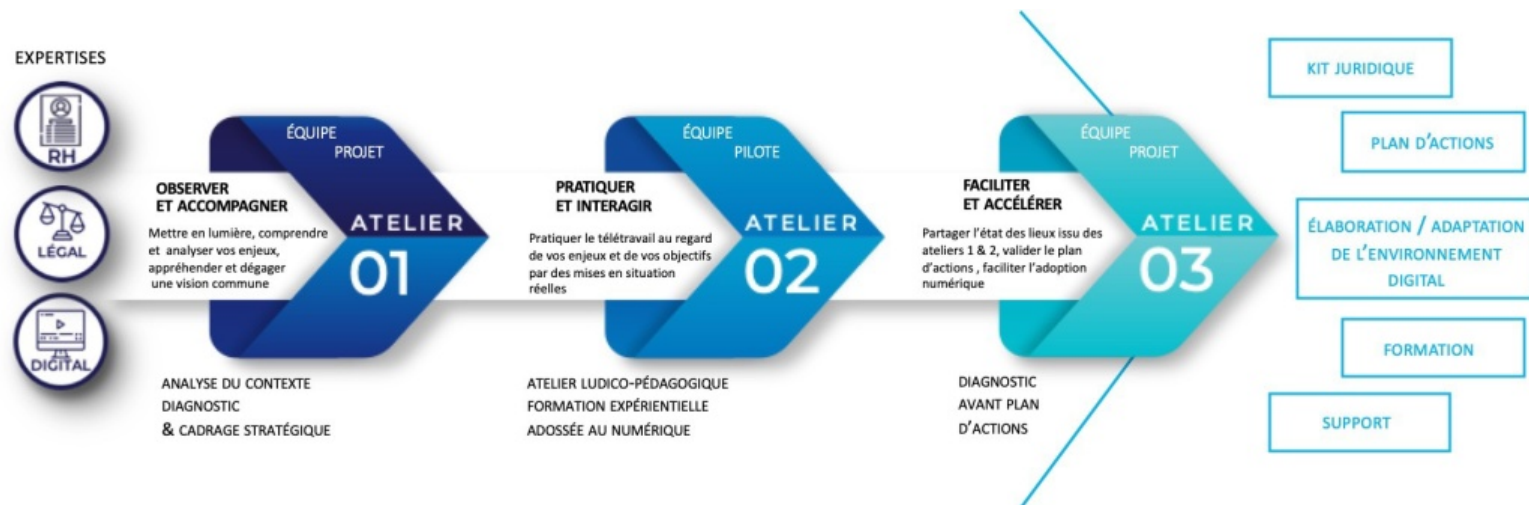 EXPERTISES
RH
LÉGAL
DIGITAL
ÉQUIPE
PROJET
OBSERVER
ET ACCOMPAGNER
Mettre en lumière, comprendre
et analyser vos enjeux,
appréhender et dégager
une vision commune
ATELIER
01
ANALYSE DU CONTEXTE
DIAGNOSTIC
& CADRAGE STRATÉGIQUE
ÉQUIPE
PILOTE
PRATIQUER
ET INTERAGIR
Pratiquer le télétravail au regard
de vos enjeux et de vos objectifs
par des mises en situation
réelles
ATELIER
02
ATELIER LUDICO-PÉDAGOGIQUE
FORMATION EXPÉRIENTIELLE
ADOSSÉE AU NUMÉRIQUE
ÉQUIPE
PROJET
FACILITER
ET ACCÉLÉRER
Partager l'état des lieux issu des
ateliers 1 & 2, valider le plan
d'actions , faciliter l'adoption
numérique
ATELIER
03
DIAGNOSTIC
AVANT PLAN
D'ACTIONS
KIT JURIDIQUE
PLAN D'ACTIONS
ÉLABORATION / ADAPTATION
DE L'ENVIRONNEMENT
DIGITAL
FORMATION
SUPPORT